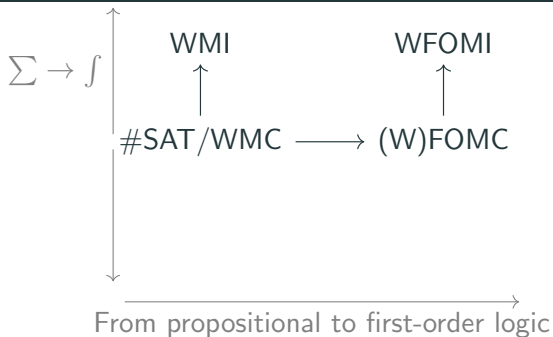 WMI WFOMI
∑ → ∫
#SAT/WMC (W)FOMC
From propositional to first-order logic